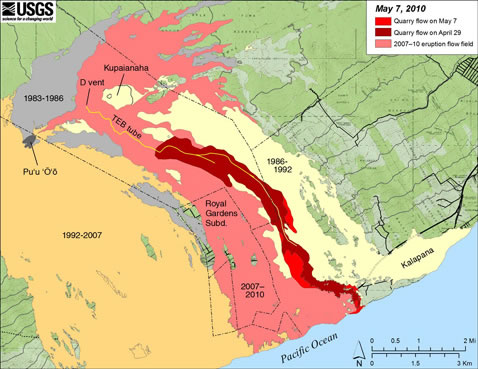 USGS
science for a changing world
May 7, 2010
Quarry flow on May 7
Quarry flow on April 29
2007–10 eruption flow field
Kupaianaha
D vent
1983-1986
TEB tube
Pu'u 'Ō'ō
1986-
1992
Royal
Gardens
Subd.
1992-2007
Kalapana
2007–
2010
Pacific Ocean
N
0 1 2 Mi
0 1.5 3 Km